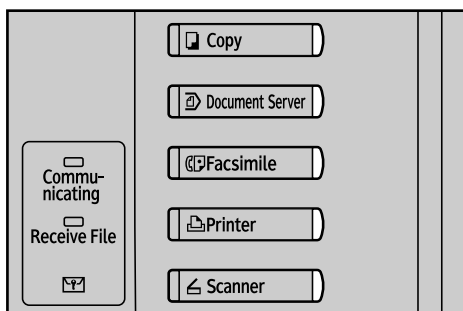 Copy
Document Server
Facsimile
Printer
Scanner
Commu-
nicating
Receive File